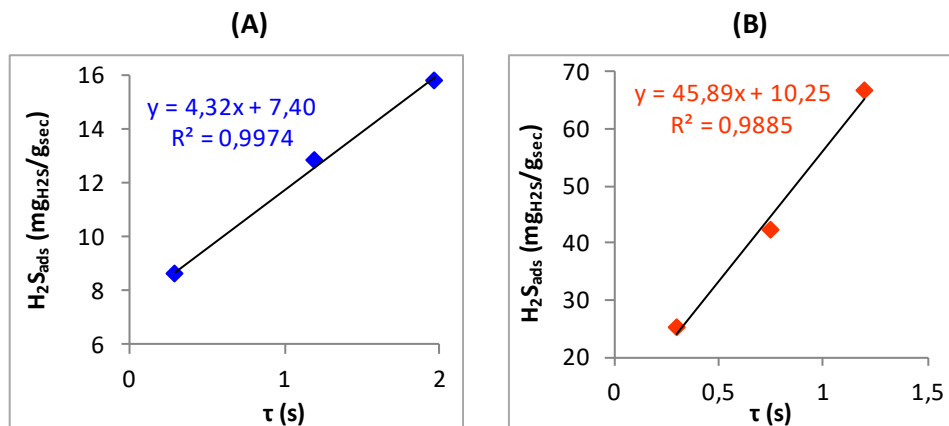 (A)
H₂Sads (mgH2S/gsec.)
16
14
12
10
8
6
y = 4,32x + 7,40
R² = 0,9974
0
1
2
τ (s)
(B)
H₂Sads (mgH2S/gsec.)
70
60
50
40
30
20
y = 45,89x + 10,25
R² = 0,9885
0
0,5
1
1,5
τ (s)